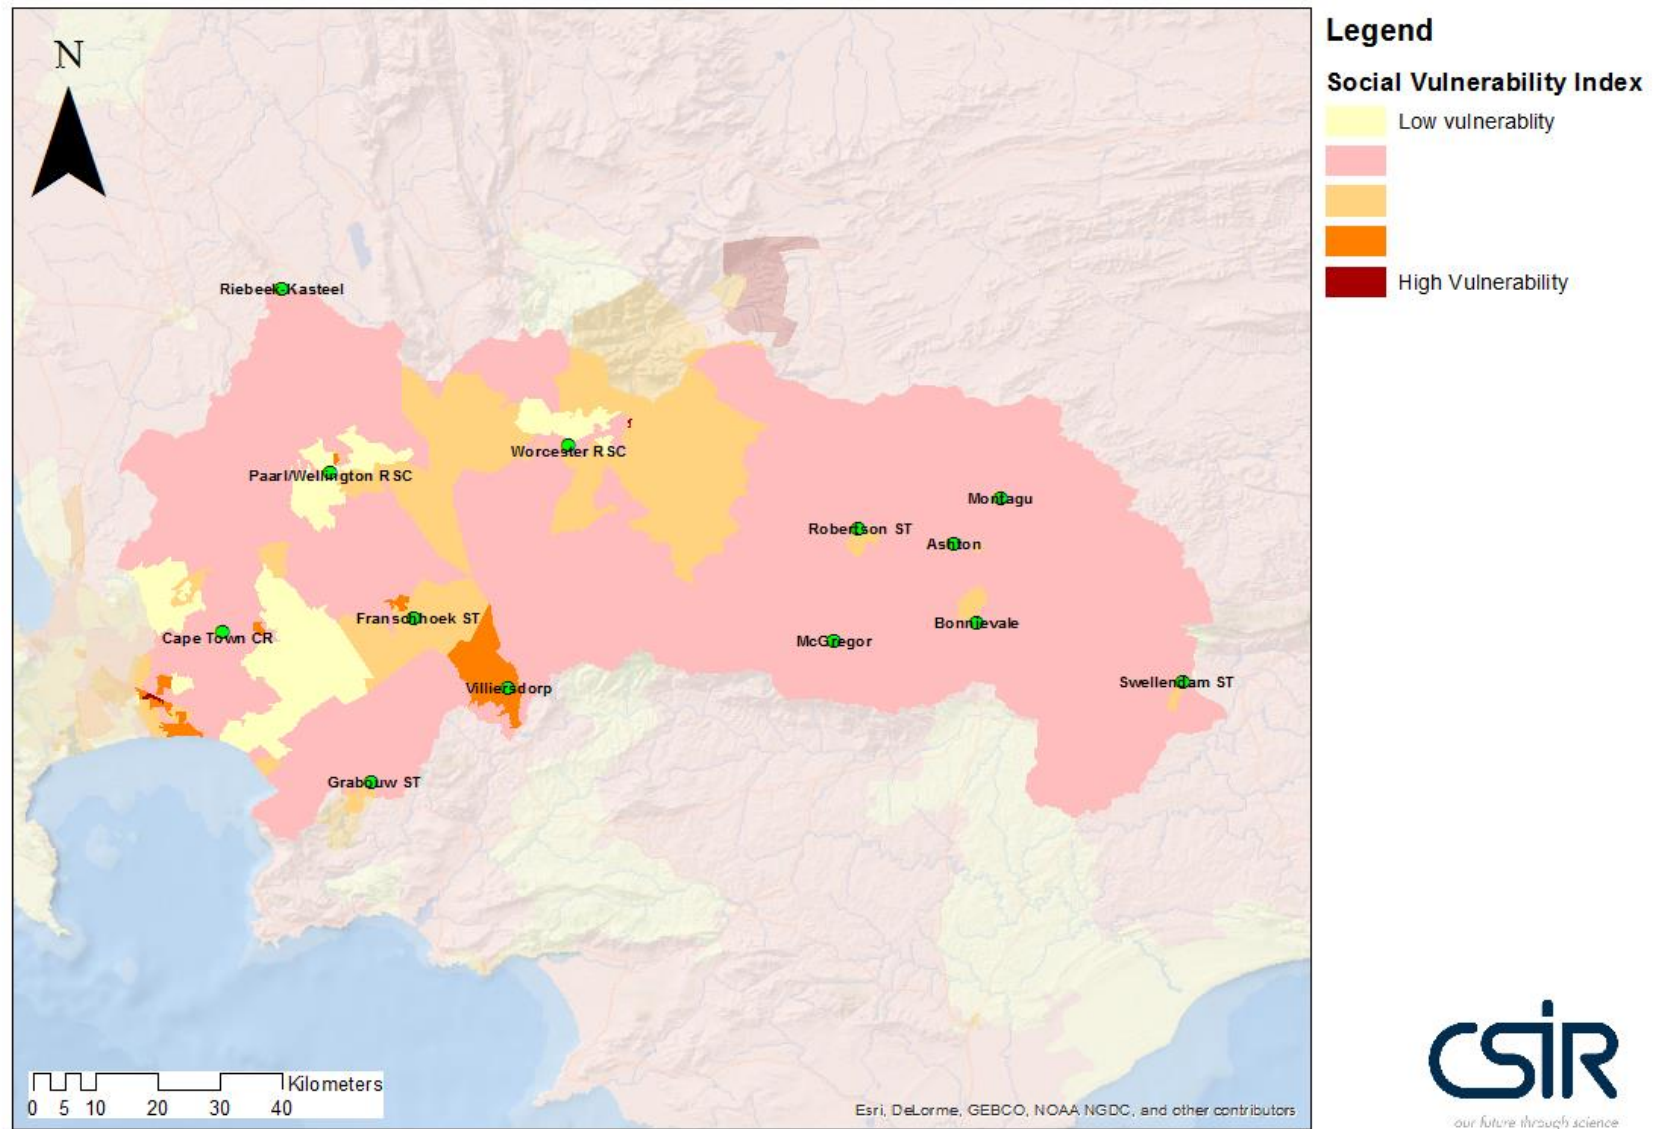 N
Riebeek-Kasteel
Worcester RSC
Paarl/Wellington RSC
Montagu
Robertson ST
Ashton
Franschhoek ST
Bonnievale
Cape Town CR
McGregor
Swellendam ST
Villiersdorp
Grabouw ST
Kilometers
0 5 10 20 30 40
Esri, DeLorme, GEBCO, NOAA NGDC, and other contributors
Legend
Social Vulnerability Index
Low vulnerablity
High Vulnerability
CSIR
our future through science